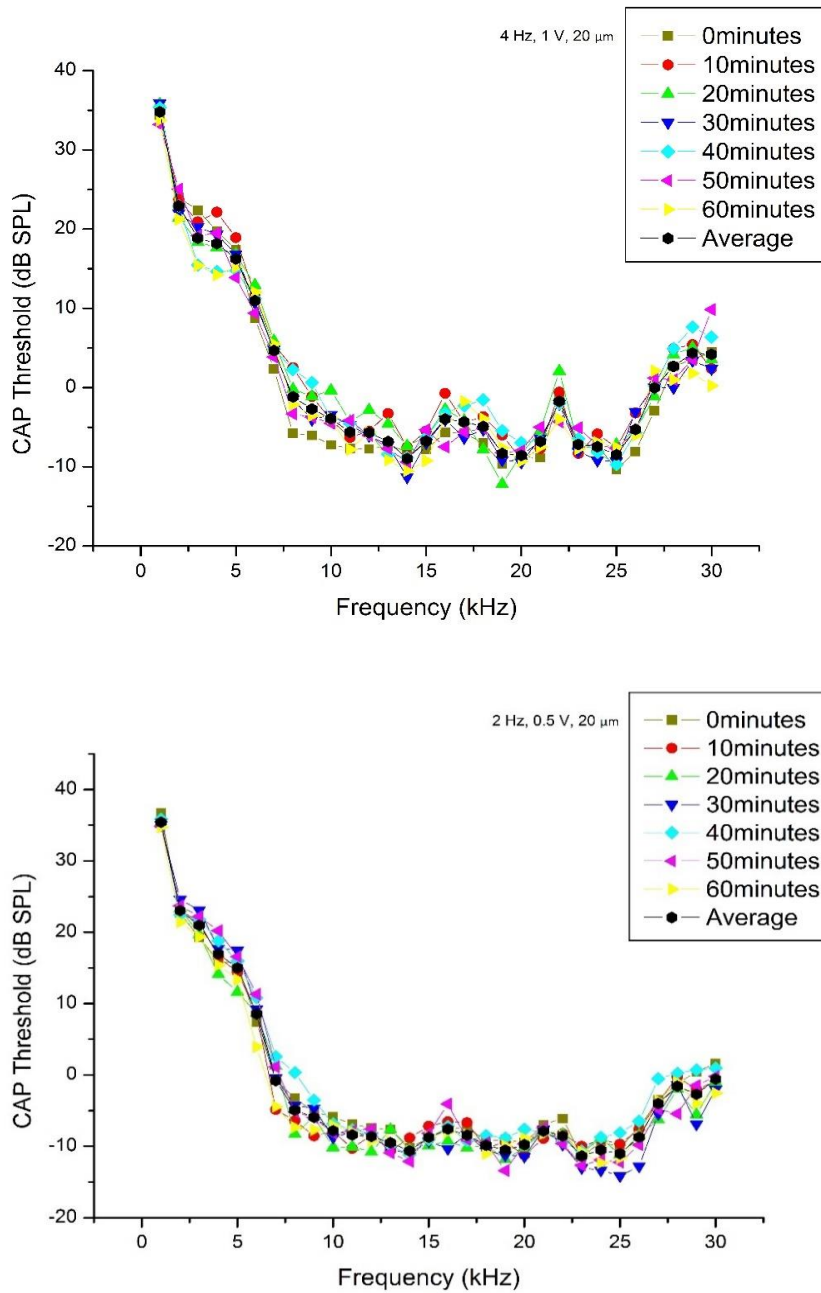 4 Hz, 1 V, 20 μm
0minutes
10minutes
20minutes
30minutes
40minutes
50minutes
60minutes
Average
CAP Threshold (dB SPL)
40
30
20
10
0
-10
-20
0 5 10 15 20 25 30
Frequency (kHz)
2 Hz, 0.5 V, 20 μm
0minutes
10minutes
20minutes
30minutes
40minutes
50minutes
60minutes
Average
CAP Threshold (dB SPL)
40
30
20
10
0
-10
-20
0 5 10 15 20 25 30
Frequency (kHz)